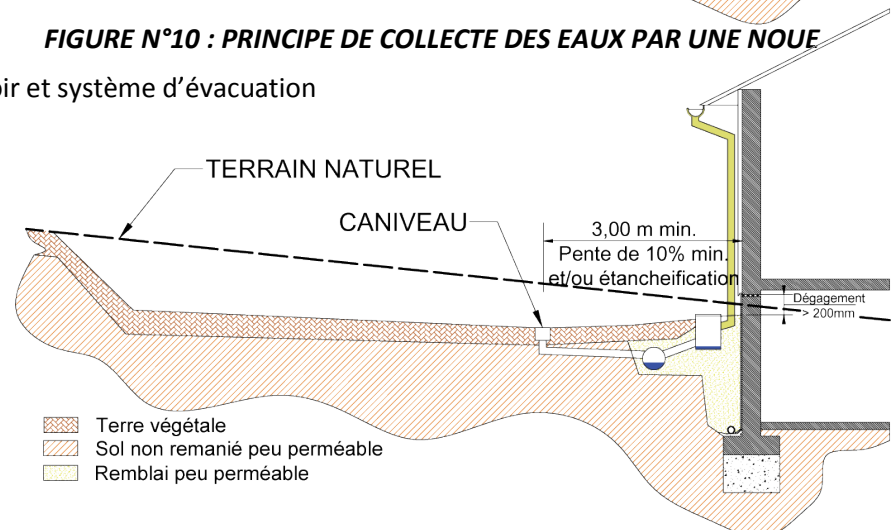 FIGURE N°10 : PRINCIPE DE COLLECTE DES EAUX PAR UNE NOUE
oir et système d'évacuation
TERRAIN NATUREL
CANIVEAU
3,00 m min.
Pente de 10% min.
et/ou étancheification
Dégagement
> 200mm
Terre végétale
Sol non remanié peu perméable
Remblai peu perméable